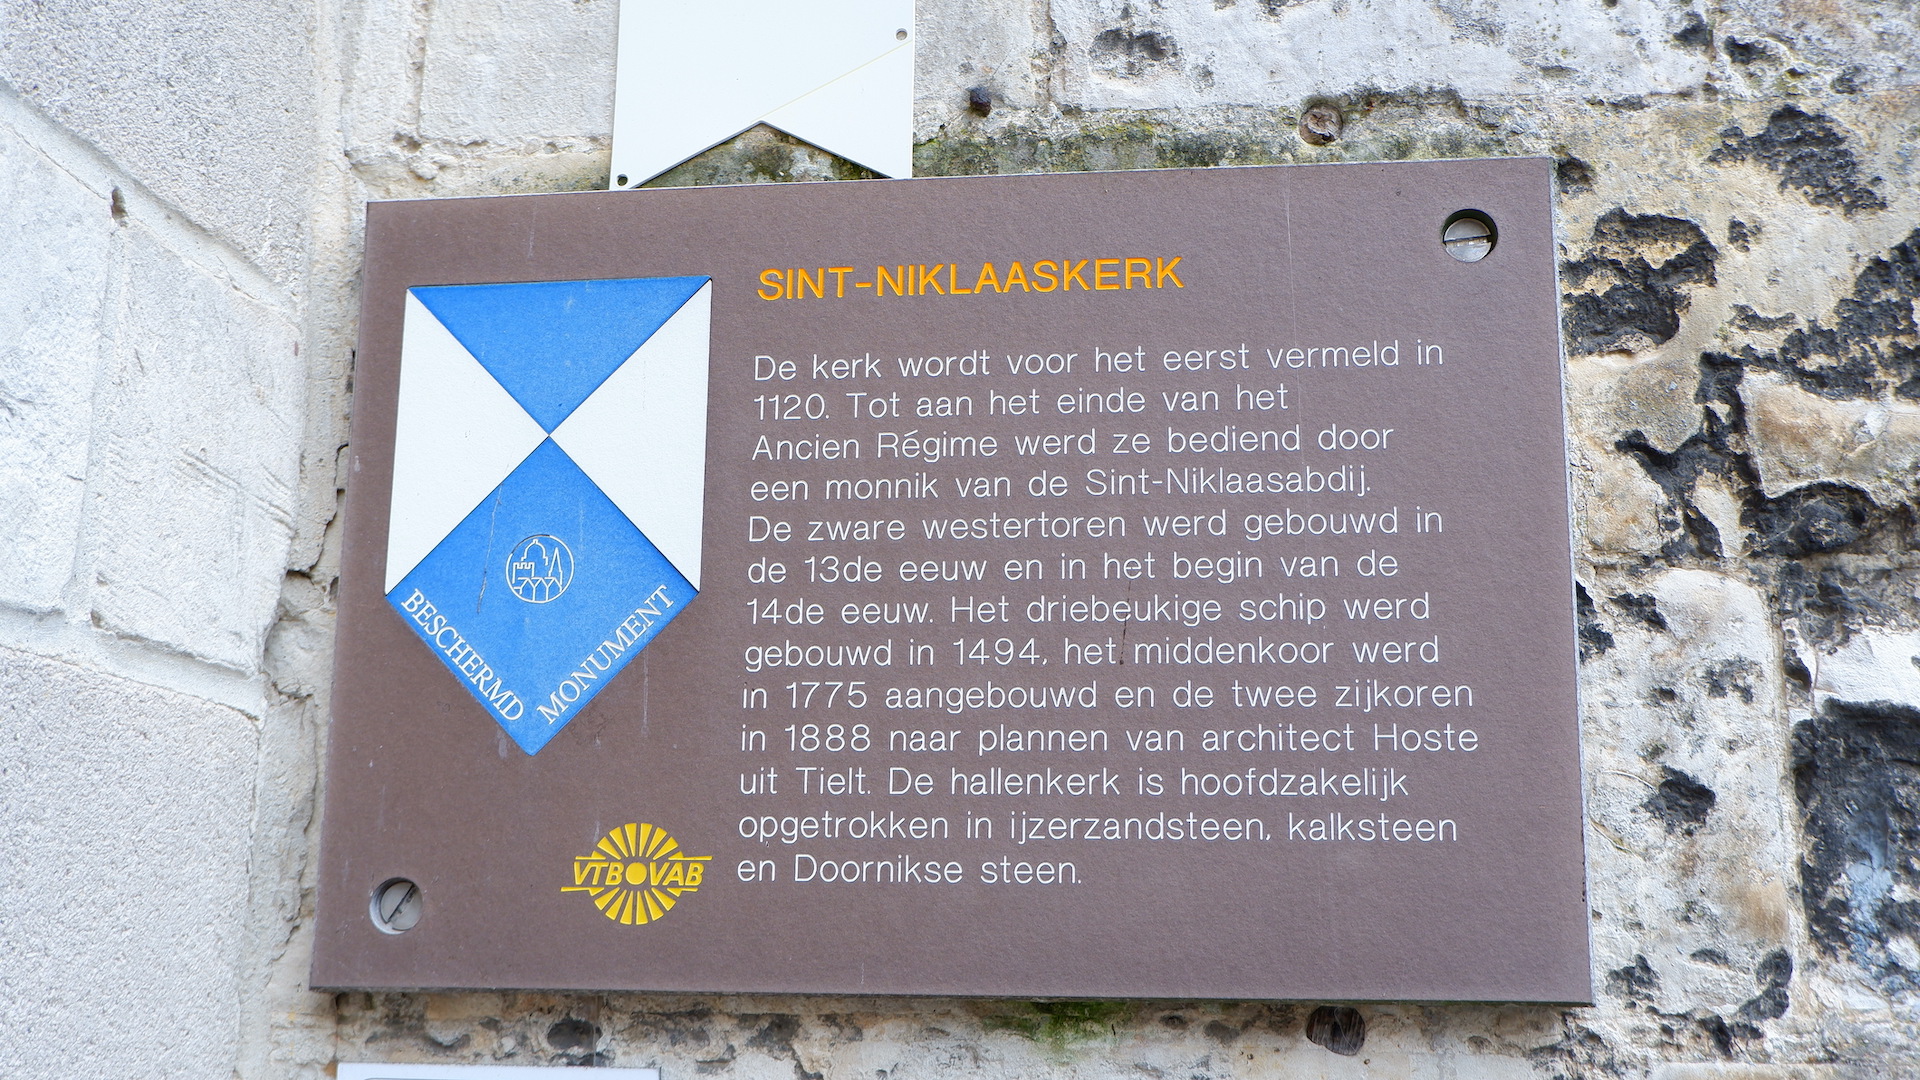 SINT-NIKLAASKERK
De kerk wordt voor het eerst vermeld in
1120. Tot aan het einde van het
Ancien Régime werd ze bediend door
een monnik van de Sint-Niklaasabdij.
De zware westertoren werd gebouwd in
de 13de eeuw en in het begin van de
14de eeuw. Het driebeukige schip werd
gebouwd in 1494, het middenkoor werd
in 1775 aangebouwd en de twee zijkoren
in 1888 naar plannen van architect Hoste
uit Tielt. De hallenkerk is hoofdzakelijk
opgetrokken in ijzerzandsteen, kalksteen
en Doornikse steen.
BESCHERMD
MONUMENT
VTB VAB